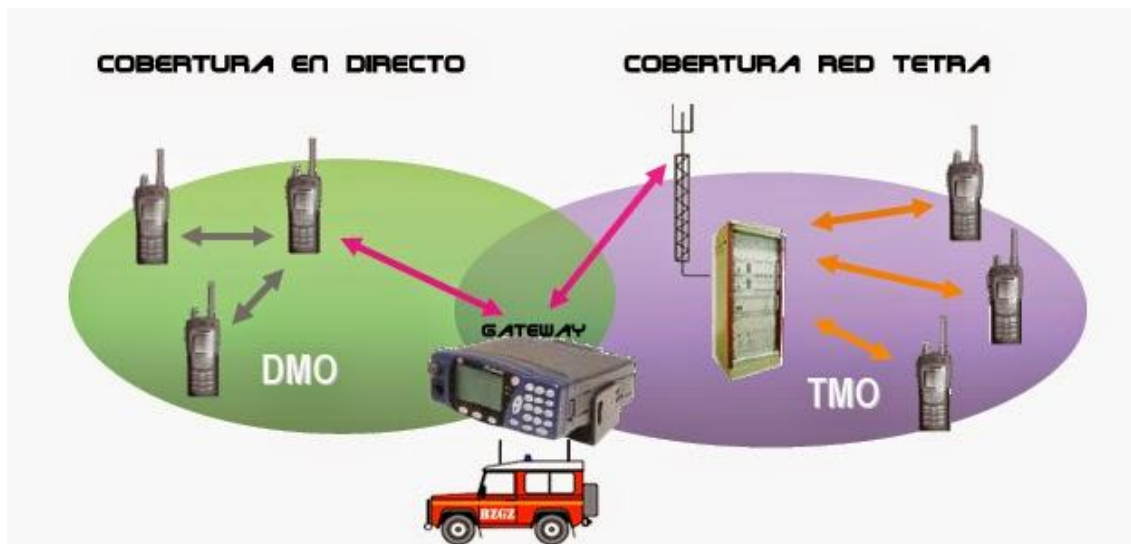 COBERTURA EN DIRECTO
COBERTURA RED TETRA
GATEWAY
DMO
TMO
BZGZ